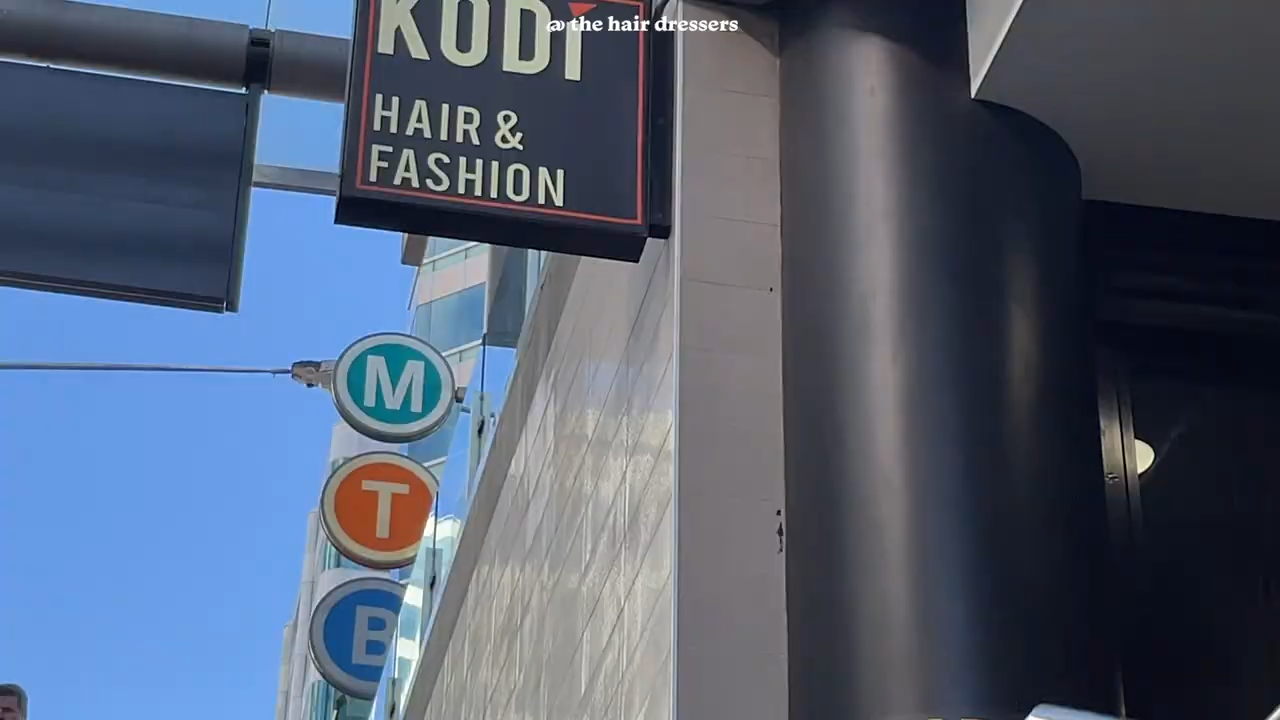 @ the hair dressers
KODI
HAIR &
FASHION
M
T
B